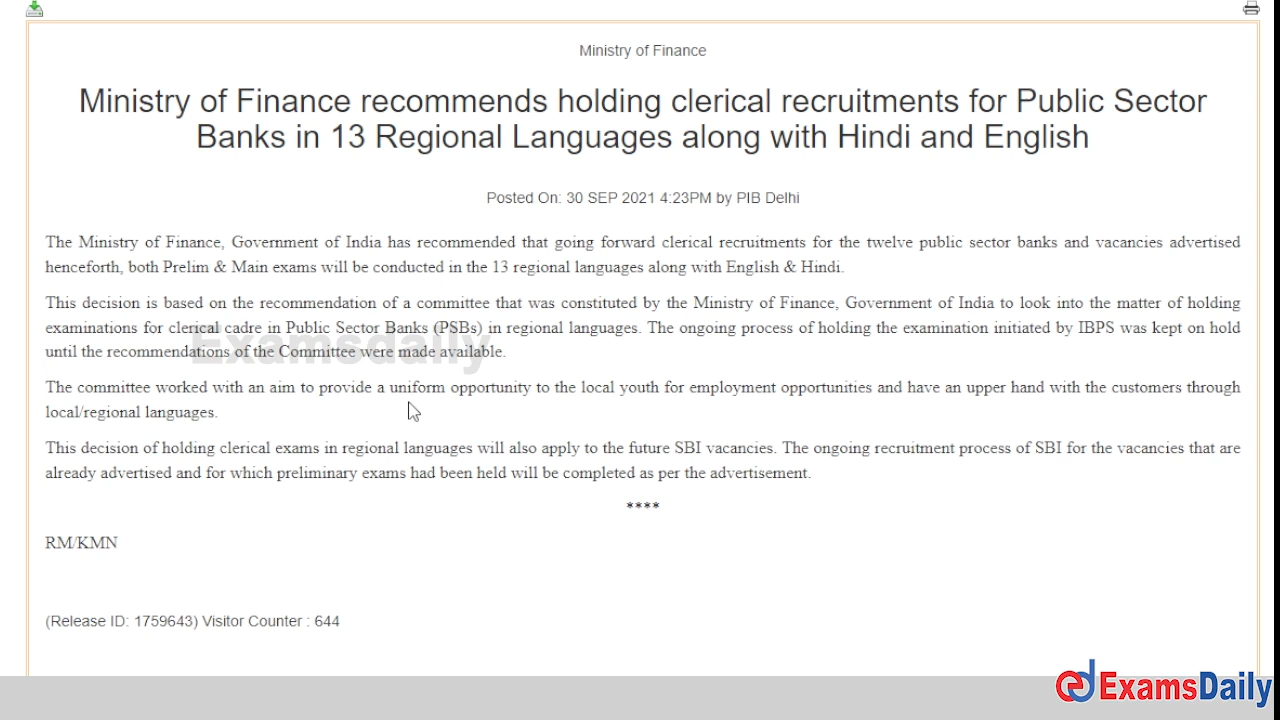 Ministry of Finance
Ministry of Finance recommends holding clerical recruitments for Public Sector
Banks in 13 Regional Languages along with Hindi and English
Posted On: 30 SEP 2021 4:23PM by PIB Delhi
The Ministry of Finance, Government of India has recommended that going forward clerical recruitments for the twelve public sector banks and vacancies advertised
henceforth, both Prelim & Main exams will be conducted in the 13 regional languages along with English & Hindi.
This decision is based on the recommendation of a committee that was constituted by the Ministry of Finance, Government of India to look into the matter of holding
examinations for clerical cadre in Public Sector Banks (PSBs) in regional languages. The ongoing process of holding the examination initiated by IBPS was kept on hold
until the recommendations of the Committee were made available.
Examsdaily
The committee worked with an aim to provide a uniform opportunity to the local youth for employment opportunities and have an upper hand with the customers through
local/regional languages.
This decision of holding clerical exams in regional languages will also apply to the future SBI vacancies. The ongoing recruitment process of SBI for the vacancies that are
already advertised and for which preliminary exams had been held will be completed as per the advertisement.
****
RM/KMN
(Release ID: 1759643) Visitor Counter : 644
ed ExamsDaily